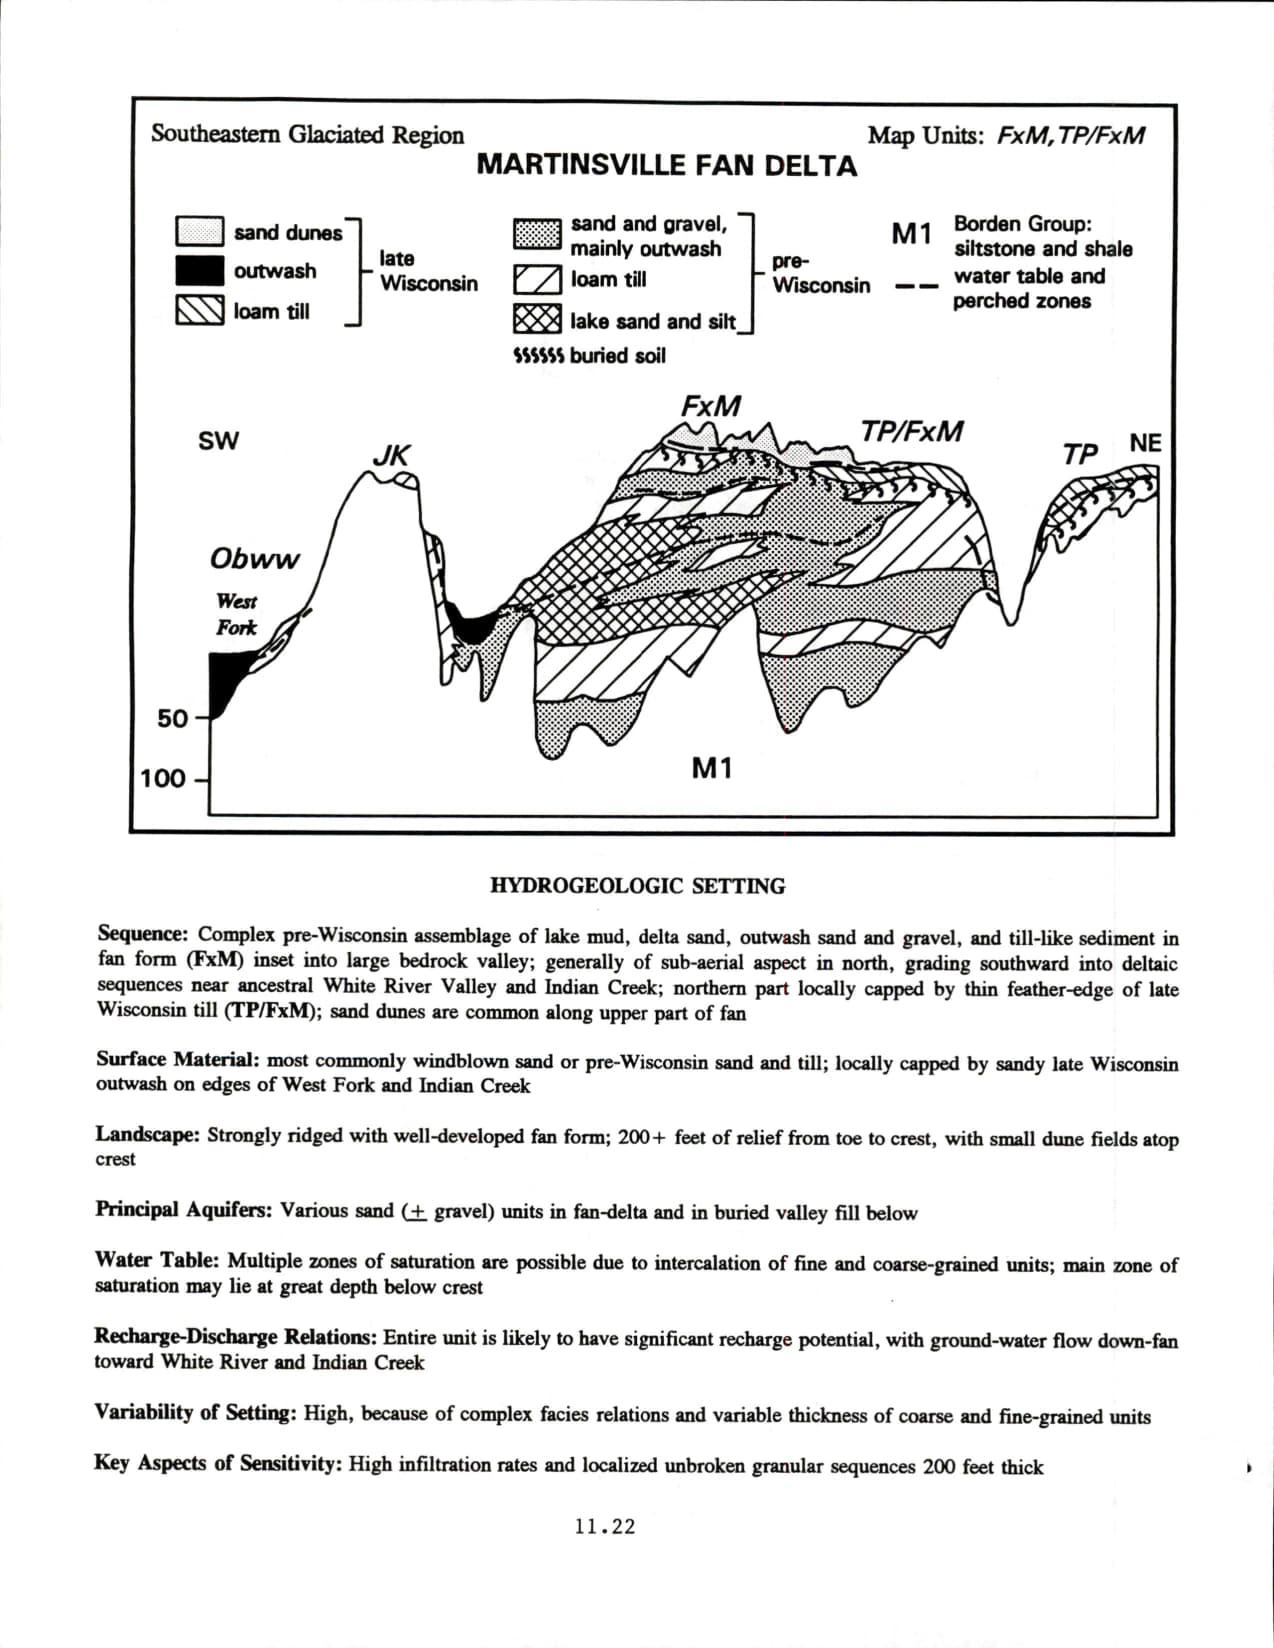 Southeastern Glaciated Region
Map Units: FxM, TP/FxM
MARTINSVILLE FAN DELTA
sand dunes
outwash
loam till
late
Wisconsin
sand and gravel,
mainly outwash
loam till
lake sand and silt
buried soil
pre-
Wisconsin
M1
Borden Group:
siltstone and shale
water table and
perched zones
SW
JK
FxM
TP/FxM
TP
NE
Obww
West
Fork
50
100
M1
HYDROGEOLOGIC SETTING
Sequence: Complex pre-Wisconsin assemblage of lake mud, delta sand, outwash sand and gravel, and till-like sediment in
fan form (FxM) inset into large bedrock valley; generally of sub-aerial aspect in north, grading southward into deltaic
sequences near ancestral White River Valley and Indian Creek; northern part locally capped by thin feather-edge of late
Wisconsin till (TP/FxM); sand dunes are common along upper part of fan
Surface Material: most commonly windblown sand or pre-Wisconsin sand and till; locally capped by sandy late Wisconsin
outwash on edges of West Fork and Indian Creek
Landscape: Strongly ridged with well-developed fan form; 200+ feet of relief from toe to crest, with small dune fields atop
crest
Principal Aquifers: Various sand (± gravel) units in fan-delta and in buried valley fill below
Water Table: Multiple zones of saturation are possible due to intercalation of fine and coarse-grained units; main zone of
saturation may lie at great depth below crest
Recharge-Discharge Relations: Entire unit is likely to have significant recharge potential, with ground-water flow down-fan
toward White River and Indian Creek
Variability of Setting: High, because of complex facies relations and variable thickness of coarse and fine-grained units
Key Aspects of Sensitivity: High infiltration rates and localized unbroken granular sequences 200 feet thick
11.22